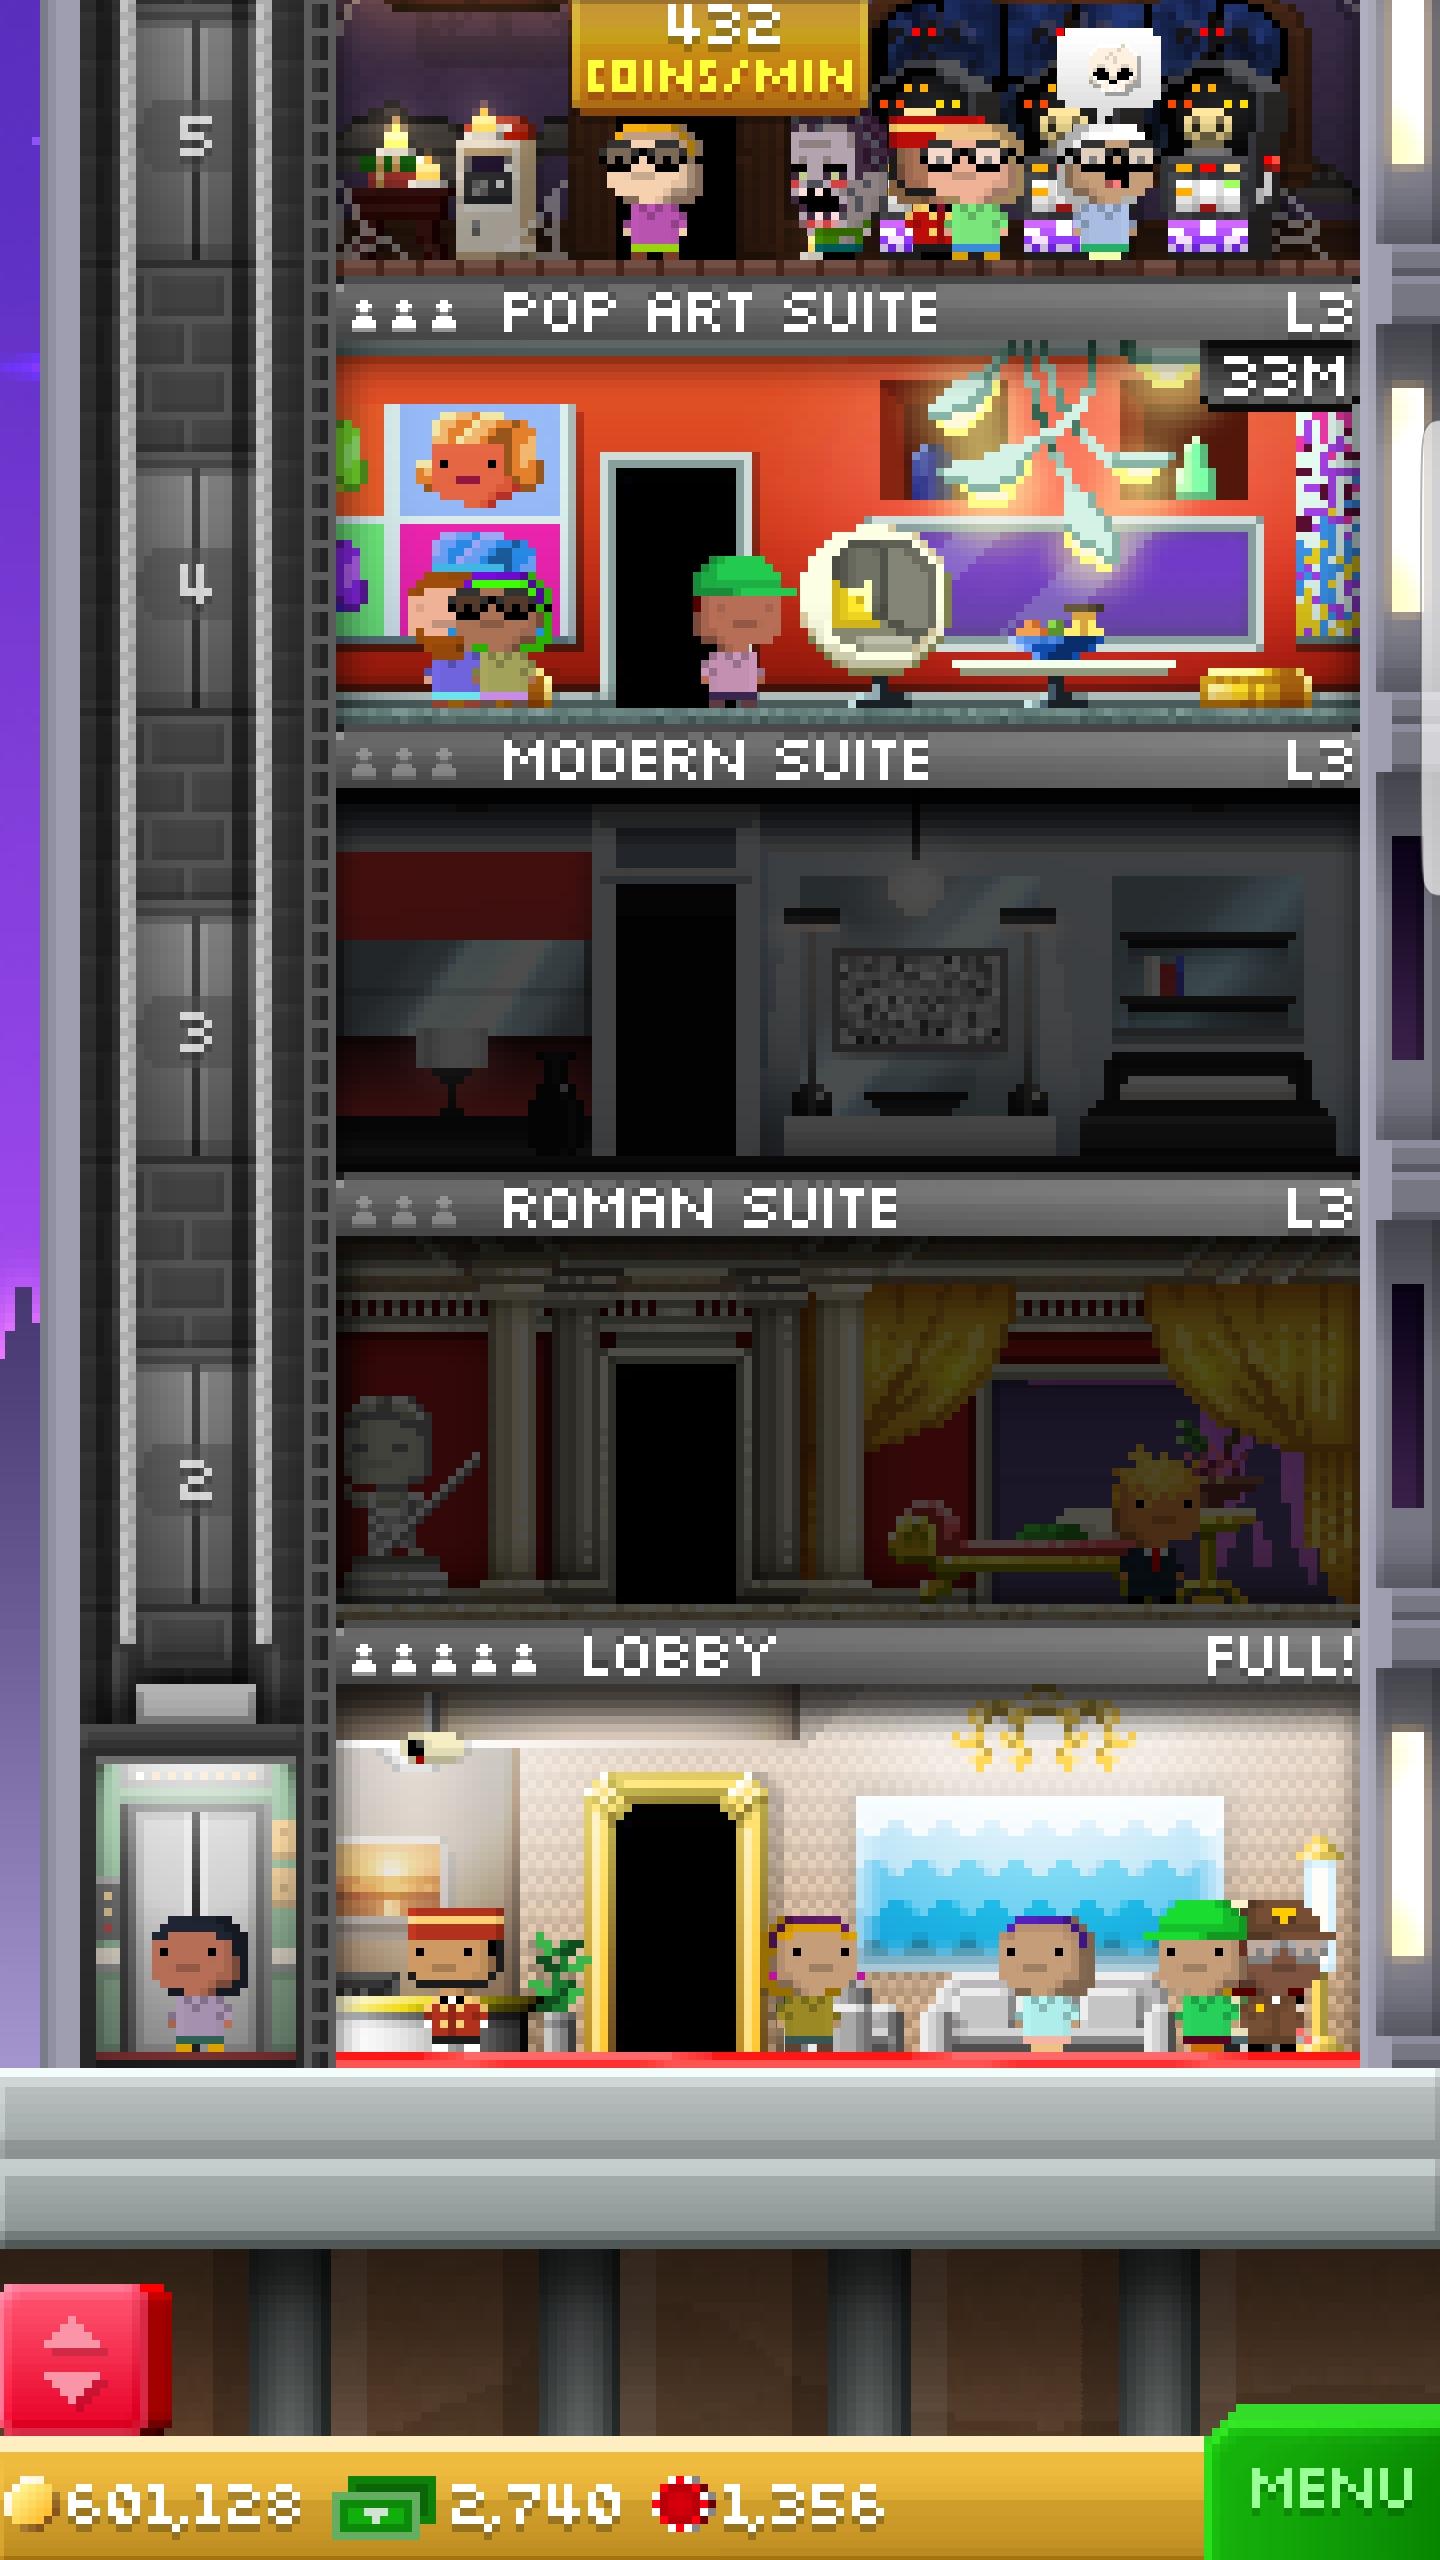 432
COINS/MIN
5
POP ART SUITE L3
33M
4
MODERN SUITE L3
3
ROMAN SUITE L3
2
LOBBY FULL!
601,128 2,740 1,356
MENU